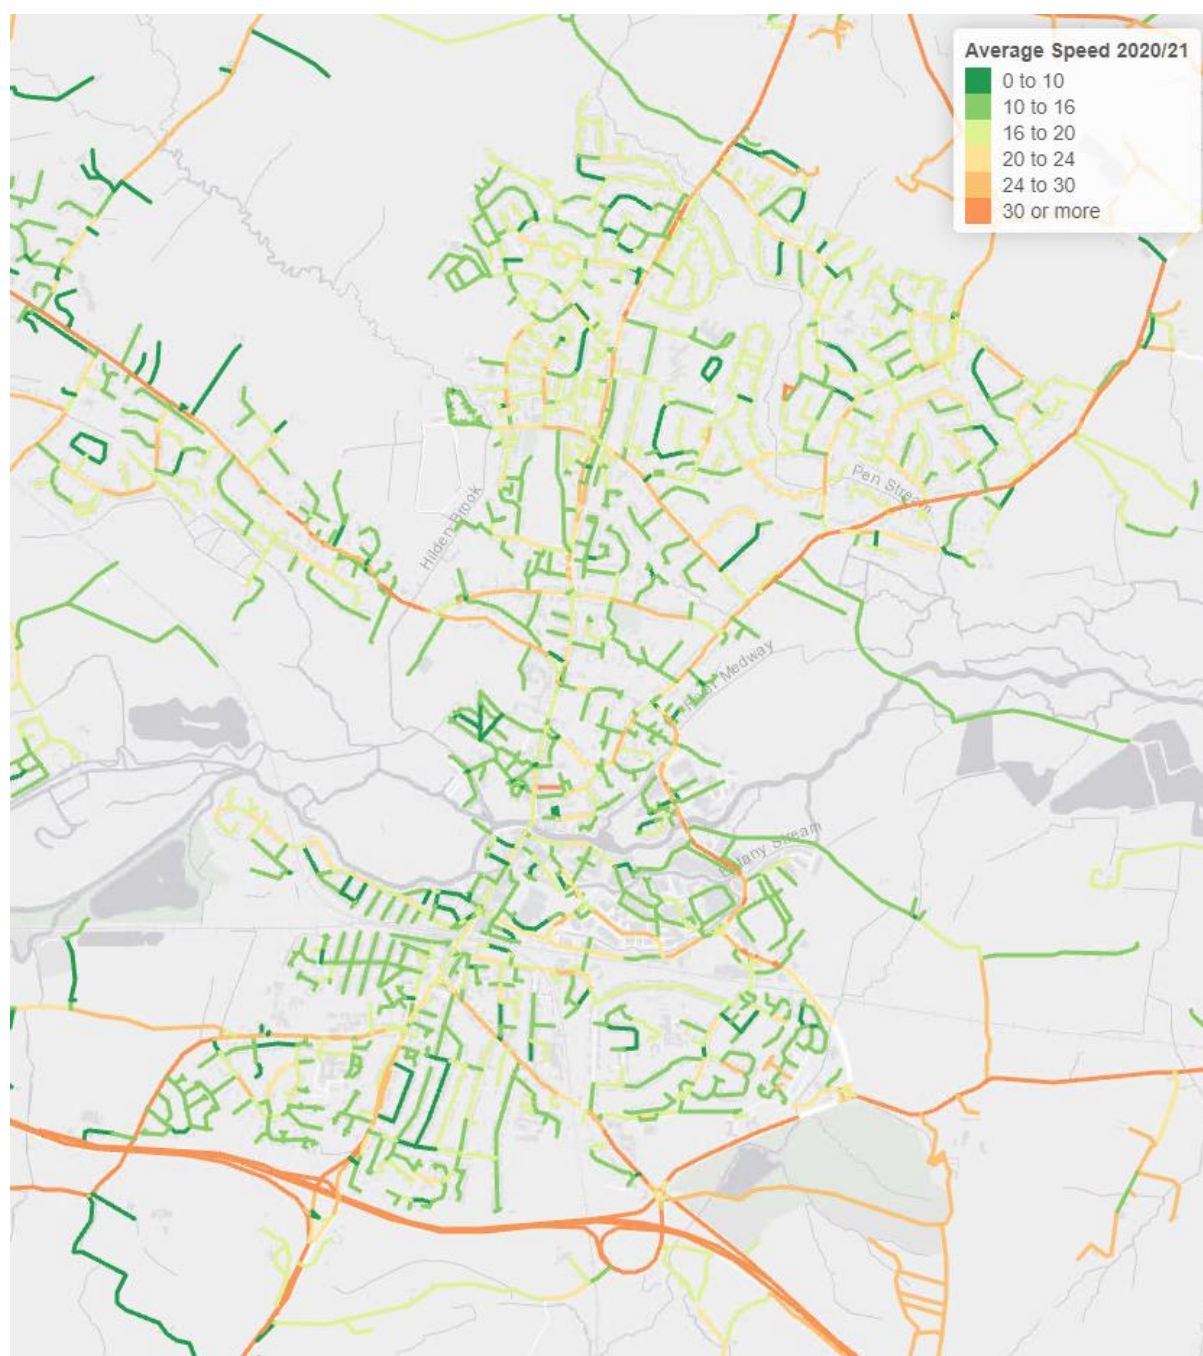 Average Speed 2020/21
0 to 10
10 to 16
16 to 20
20 to 24
24 to 30
30 or more
Pen Stream
Hilden Brook
River Medway
Botany Stream